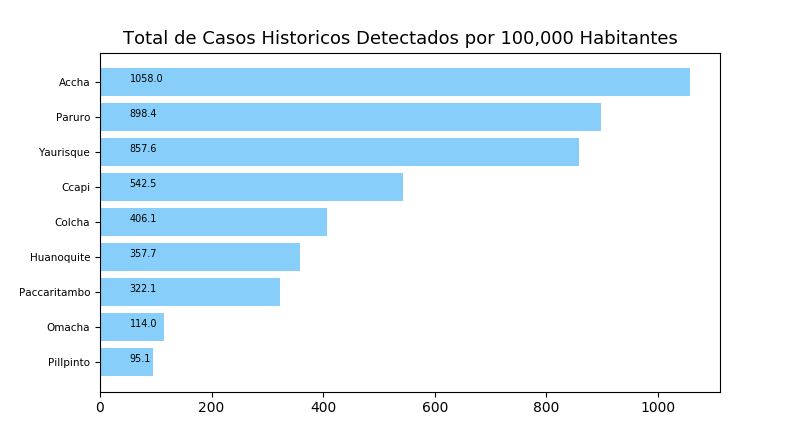 Total de Casos Historicos Detectados por 100,000 Habitantes
Accha 1058.0
Paruro 898.4
Yaurisque 857.6
Ccapi 542.5
Colcha 406.1
Huanoquite 357.7
Paccaritambo 322.1
Omacha 114.0
Pillpinto 95.1
0 200 400 600 800 1000